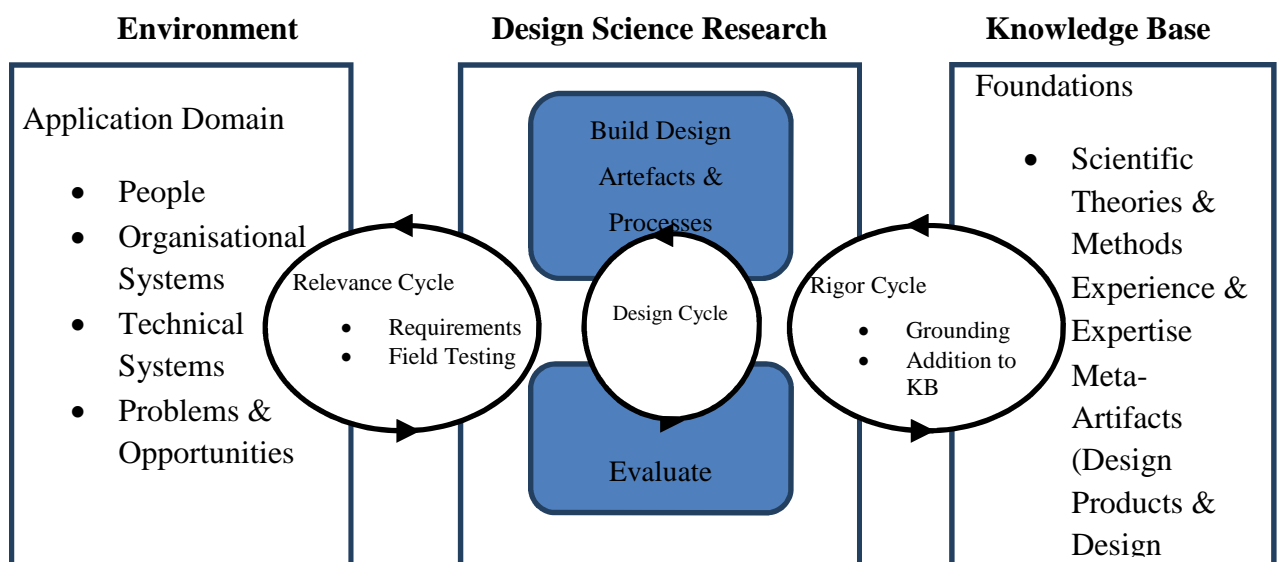 Environment
Design Science Research
Knowledge Base
Application Domain
• People
• Organisational
Systems
• Technical
Systems
• Problems &
Opportunities
Relevance Cycle
• Requirements
• Field Testing
Build Design
Artefacts &
Processes
Design Cycle
Evaluate
Rigor Cycle
• Grounding
• Addition to
KB
Foundations
• Scientific
Theories &
Methods
Experience &
Expertise
Meta-
Artifacts
(Design
Products &
Design